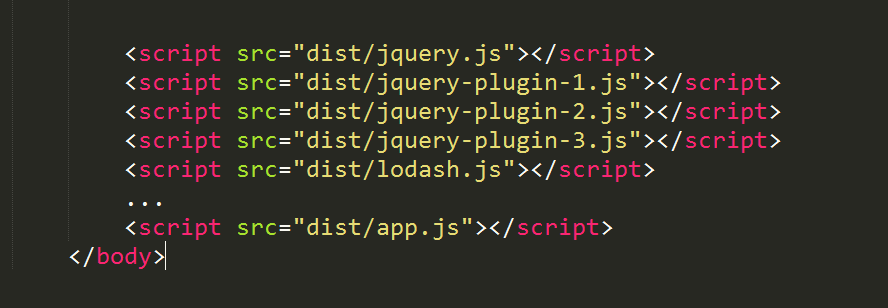 <script src="dist/jquery.js"></script>
<script src="dist/jquery-plugin-1.js"></script>
<script src="dist/jquery-plugin-2.js"></script>
<script src="dist/jquery-plugin-3.js"></script>
<script src="dist/lodash.js"></script>
...
<script src="dist/app.js"></script>
</body>